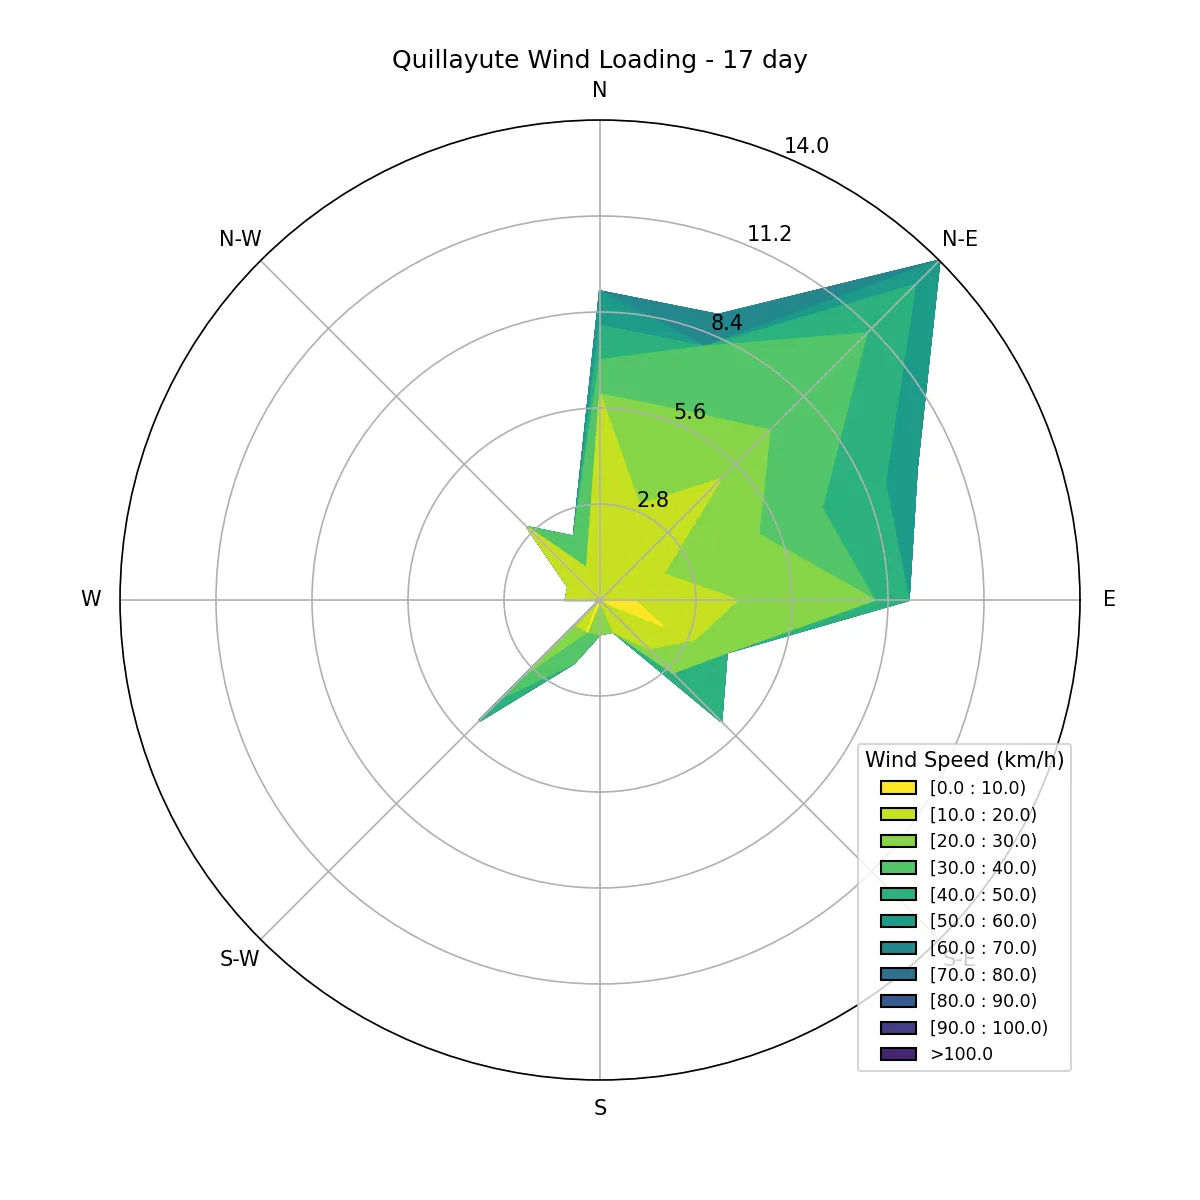 Quillayute Wind Loading - 17 day
N
14.0
11.2
N-W
N-E
8.4
5.6
2.8
W
E
Wind Speed (km/h)
[0.0 : 10.0)
[10.0 : 20.0)
[20.0 : 30.0)
[30.0 : 40.0)
[40.0 : 50.0)
[50.0 : 60.0)
[60.0 : 70.0)
[70.0 : 80.0)
[80.0 : 90.0)
[90.0 : 100.0)
>100.0
S-W
S-E
S